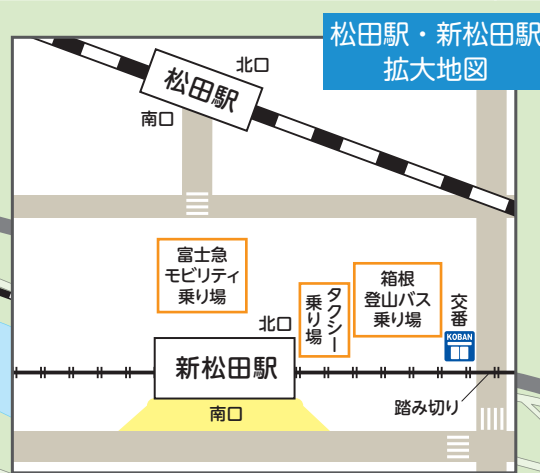 松田駅・新松田駅
拡大地図
北口
松田駅
南口
富士急
モビリティ
乗り場
タクシー
乗り場
箱根
登山バス
乗り場
交番
KOBAN
北口
新松田駅
南口
踏み切り